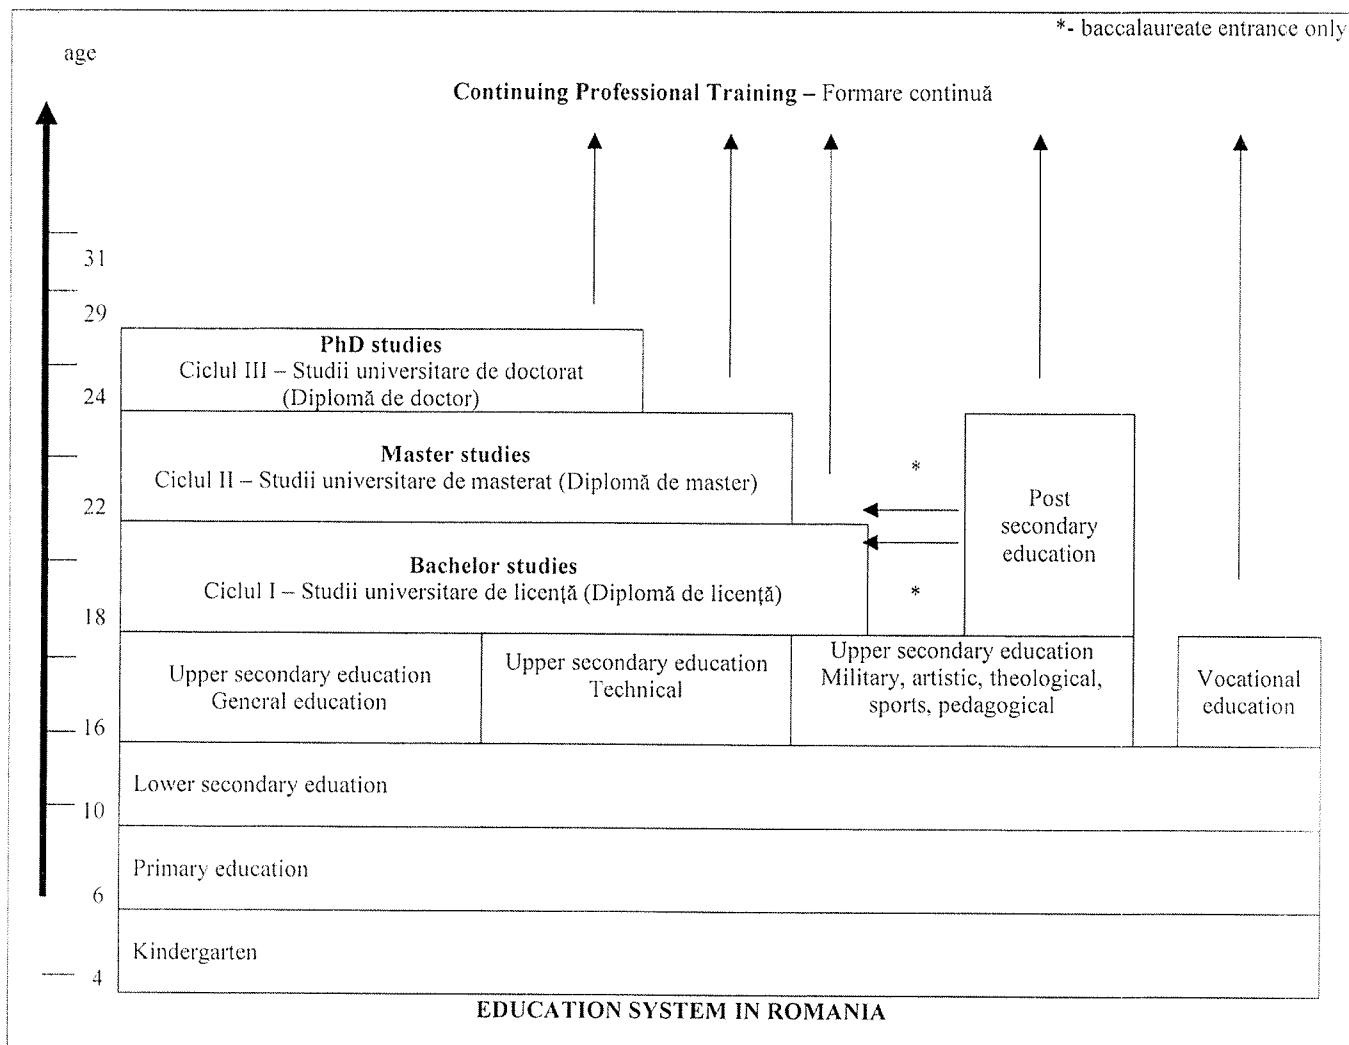 *- baccalaureate entrance only
age
Continuing Professional Training – Formare continuă
31
29
PhD studies
Ciclul III – Studii universitare de doctorat
(Diplomă de doctor)
24
Master studies
Ciclul II – Studii universitare de masterat (Diplomă de master)
*
Post
secondary
education
22
Bachelor studies
Ciclul I – Studii universitare de licență (Diplomă de licență)
*
18
Upper secondary education
General education
Upper secondary education
Technical
Upper secondary education
Military, artistic, theological,
sports, pedagogical
Vocational
education
16
Lower secondary eduation
10
Primary education
6
Kindergarten
4
EDUCATION SYSTEM IN ROMANIA